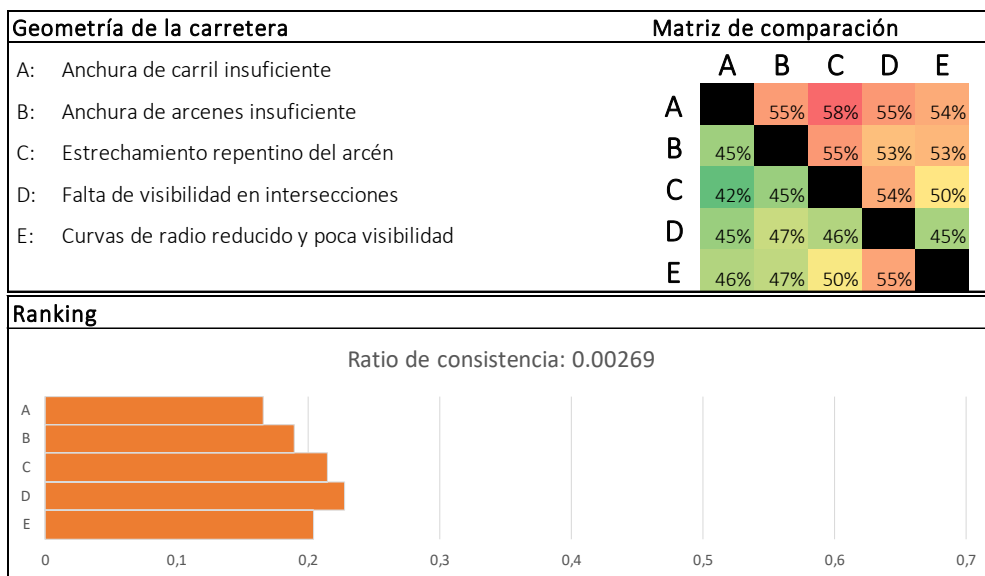 Geometría de la carretera Matriz de comparación
A: Anchura de carril insuficiente
B: Anchura de arcenes insuficiente
C: Estrechamiento repentino del arcén
D: Falta de visibilidad en intersecciones
E: Curvas de radio reducido y poca visibilidad
A B C D E
A 55% 58% 55% 54%
B 45% 55% 53% 53%
C 42% 45% 54% 50%
D 45% 47% 46% 45%
E 46% 47% 50% 55%
Ranking
Ratio de consistencia: 0.00269
A
B
C
D
E
0 0,1 0,2 0,3 0,4 0,5 0,6 0,7